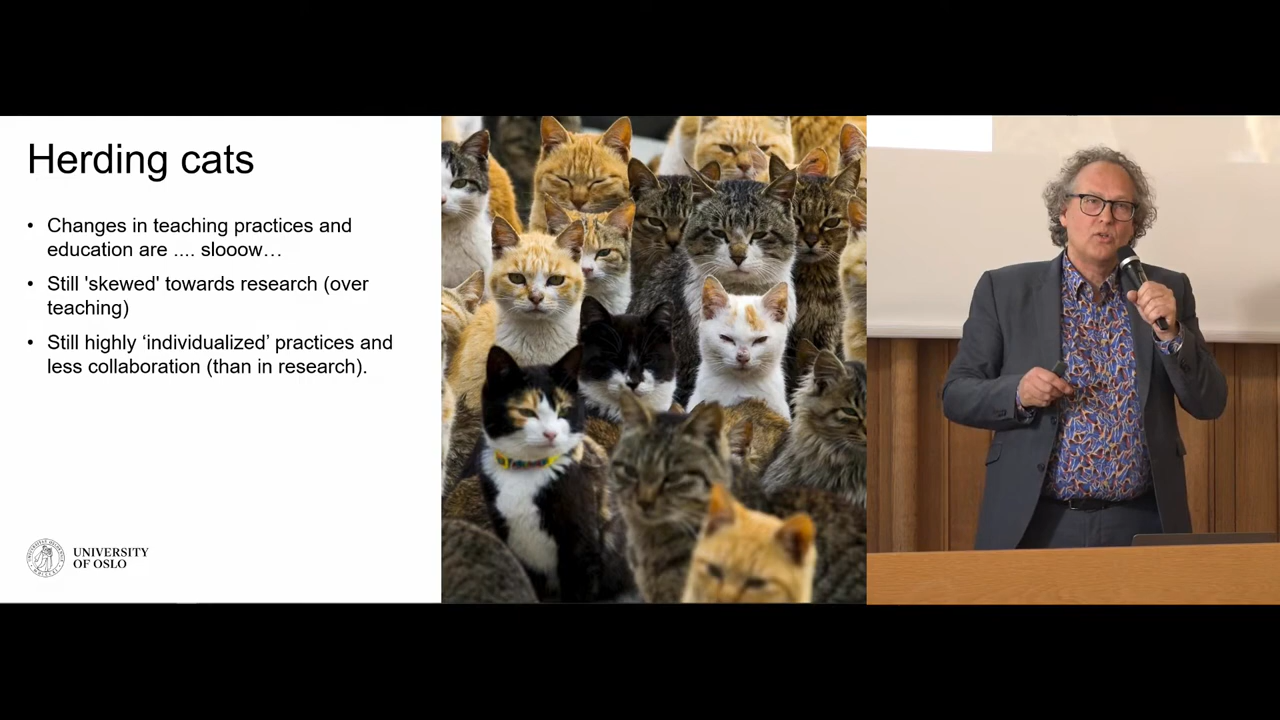 Herding cats
• Changes in teaching practices and
education are .... slooow…
• Still 'skewed' towards research (over
teaching)
• Still highly ‘individualized’ practices and
less collaboration (than in research).
UNIVERSITY
OF OSLO